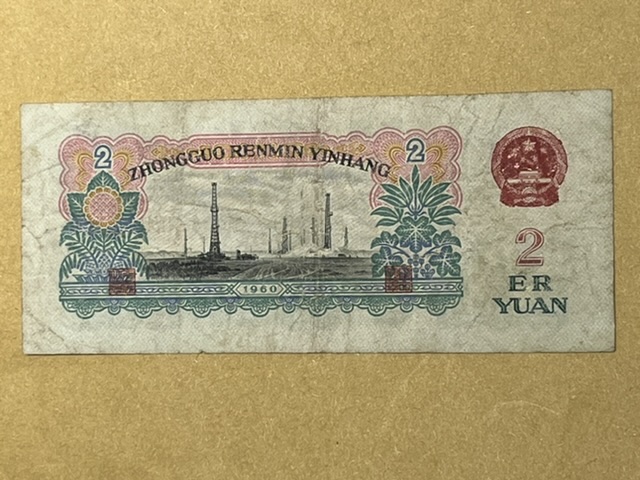 2
2
ZHONGGUO RENMIN YINHANG
1960
2
ER
YUAN